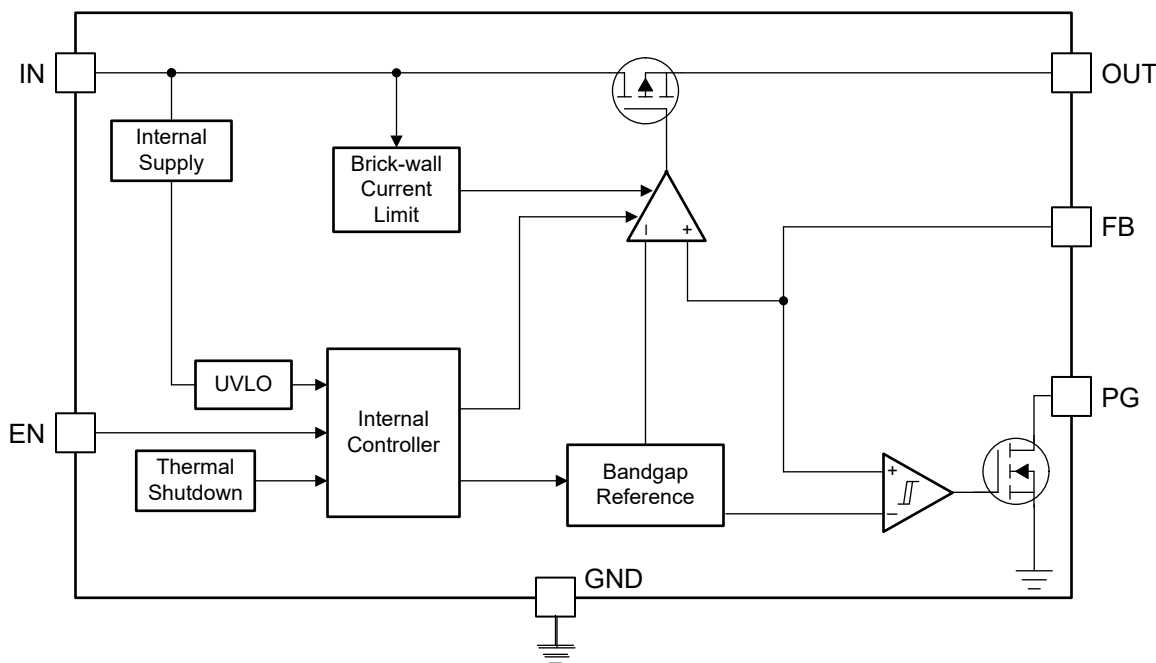 IN
OUT
Internal
Supply
Brick-wall
Current
Limit
FB
– +
UVLO
Internal
Controller
PG
EN
Thermal
Shutdown
Bandgap
Reference
+
–
GND